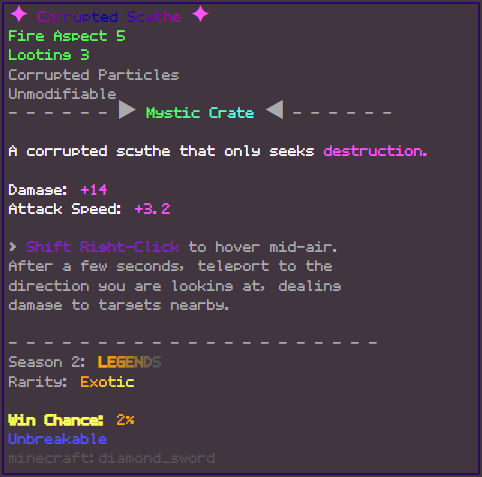 ✦ Corrupted Scythe ✦
Fire Aspect 5
Looting 3
Corrupted Particles
Unmodifiable
- - - - - - ▶ Mystic Crate ◀ - - - - - -
A corrupted scythe that only seeks destruction.
Damage: +14
Attack Speed: +3.2
> Shift Right-Click to hover mid-air.
After a few seconds, teleport to the
direction you are looking at, dealing
damage to targets nearby.
- - - - - - - - - - - - - - - - - - - - -
Season 2: LEGENDS
Rarity: Exotic
Win Chance: 2%
Unbreakable
minecraft:diamond_sword